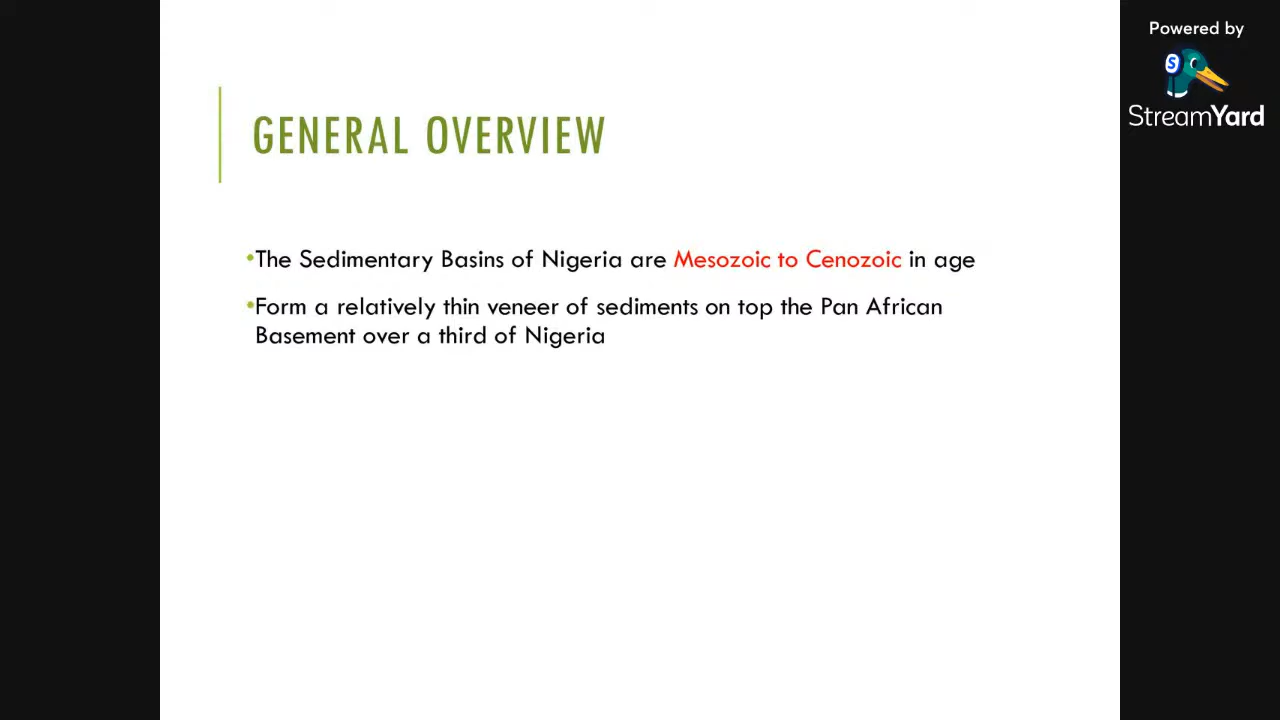 Powered by
S
StreamYard
GENERAL OVERVIEW
•The Sedimentary Basins of Nigeria are Mesozoic to Cenozoic in age
•Form a relatively thin veneer of sediments on top the Pan African
Basement over a third of Nigeria